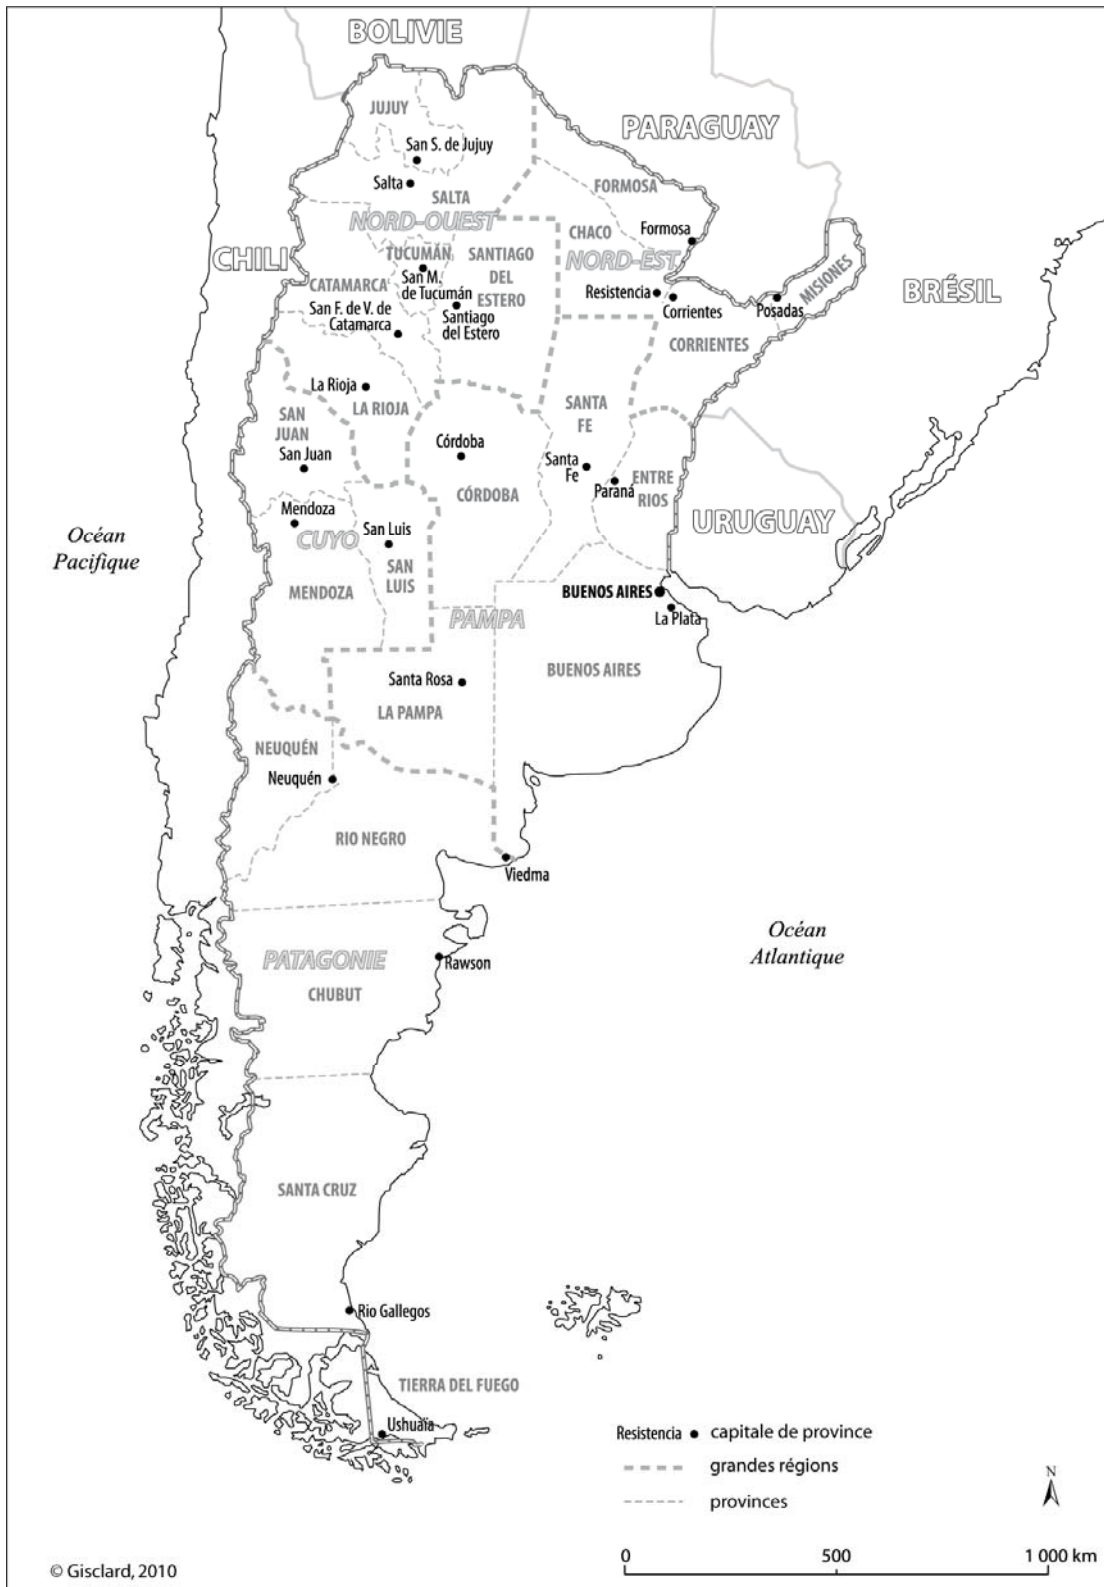 BOLIVIE
JUJUY
PARAGUAY
San S. de Jujuy
Salta
SALTA
FORMOSA
NORD-OUEST
CHACO
Formosa
CHILI
TUCUMÁN
SANTIAGO
DEL
ESTERO
NORD-EST
MISIONES
BRÉSIL
CATAMARCA
San M.
de Tucumán
Resistencia
Corrientes
Posadas
San F. de V. de
Catamarca
Santiago
del Estero
CORRIENTES
La Rioja
LA RIOJA
SAN
JUAN
SANTA
FE
Córdoba
San Juan
Santa
Fe
Paraná
ENTRE
RIOS
CÓRDOBA
Mendoza
CUYO
San Luis
URUGUAY
Océan
Pacifique
SAN
LUIS
MENDOZA
BUENOS AIRES
La Plata
PAMPA
BUENOS AIRES
Santa Rosa
LA PAMPA
NEUQUÉN
Neuquén
RIO NEGRO
Viedma
Océan
Atlantique
PATAGONIE
Rawson
CHUBUT
SANTA CRUZ
Rio Gallegos
TIERRA DEL FUEGO
Ushuaïa
Resistencia capitale de province
grandes régions
provinces
N
0 500 1 000 km
© Gisclard, 2010